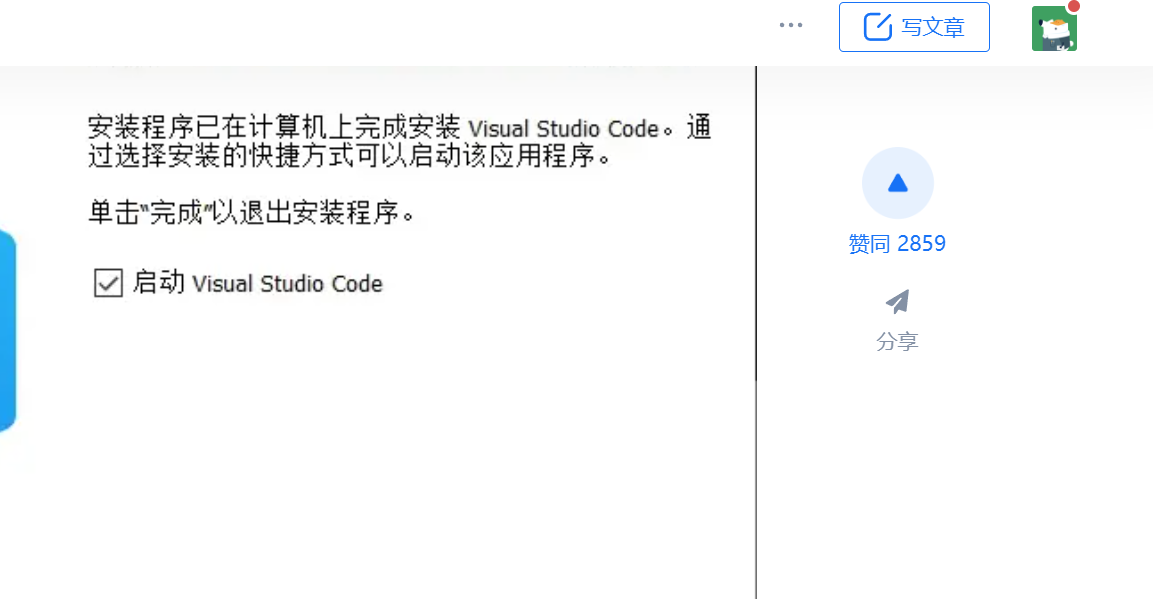 写文章
安装程序已在计算机上完成安装 Visual Studio Code。通
过选择安装的快捷方式可以启动该应用程序。
单击“完成”以退出安装程序。
启动 Visual Studio Code
赞同 2859
分享